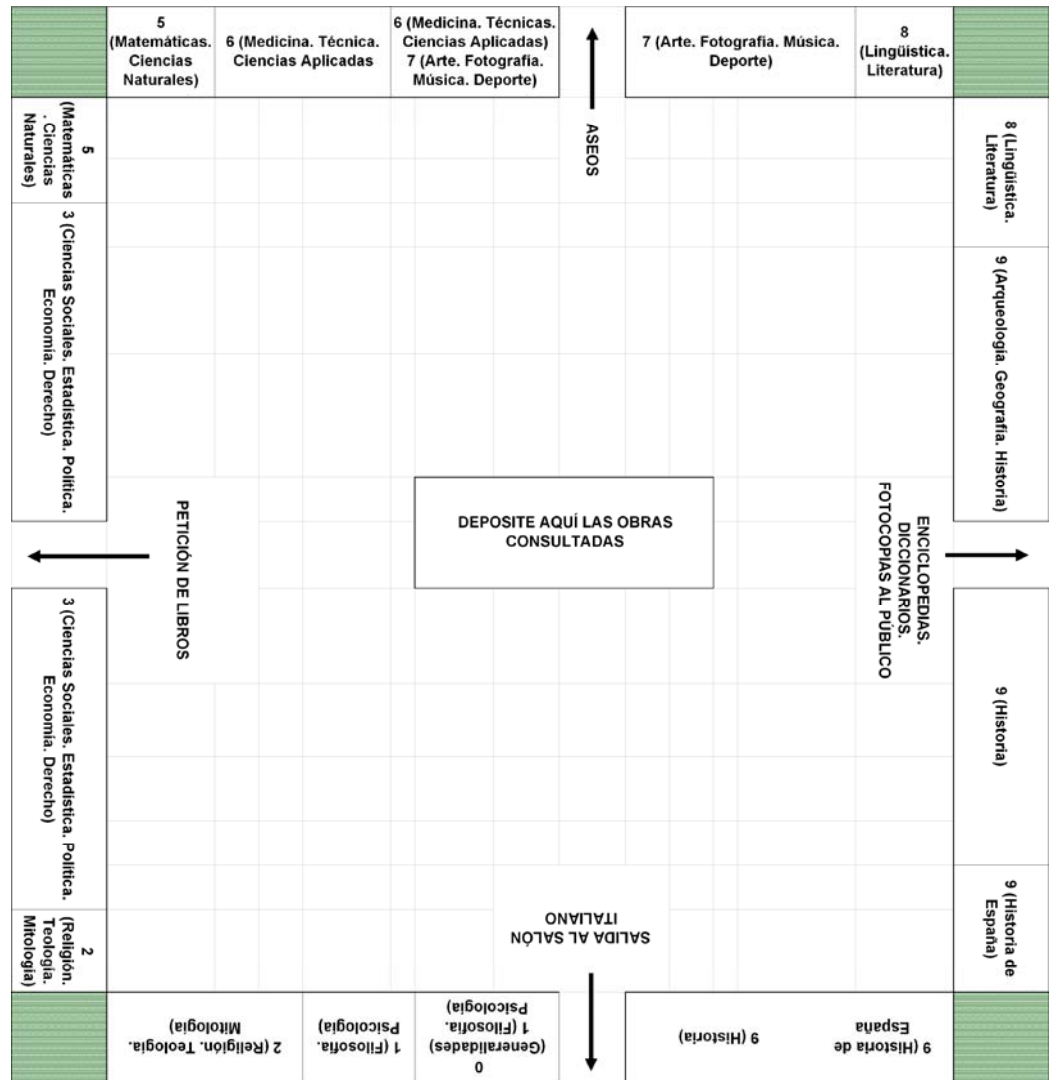 5
(Matemáticas.
Ciencias
Naturales)
6 (Medicina. Técnica.
Ciencias Aplicadas
6 (Medicina. Técnicas.
Ciencias Aplicadas)
7 (Arte. Fotografía.
Música. Deporte)
7 (Arte. Fotografía. Música.
Deporte)
8
(Lingüística.
Literatura)
ASEOS
5
(Matemáticas
. Ciencias
Naturales)
3 (Ciencias Sociales. Estadística. Política.
Economía. Derecho)
8 (Lingüística.
Literatura)
9 (Arqueología. Geografía. Historia)
PETICIÓN DE LIBROS
DEPOSITE AQUÍ LAS OBRAS
CONSULTADAS
ENCICLOPEDIAS.
DICCIONARIOS.
FOTOCOPIAS AL PÚBLICO
3 (Ciencias Sociales. Estadística. Política.
Economía. Derecho)
9 (Historia)
2
(Religión.
Teología.
Mitología)
9 (Historia de
España)
SALIDA AL SALÓN
ITALIANO
2 (Religión. Teología.
Mitología)
1 (Filosofía.
Psicología)
0
(Generalidades)
1 (Filosofía.
Psicología)
9 (Historia)
9 (Historia de
España